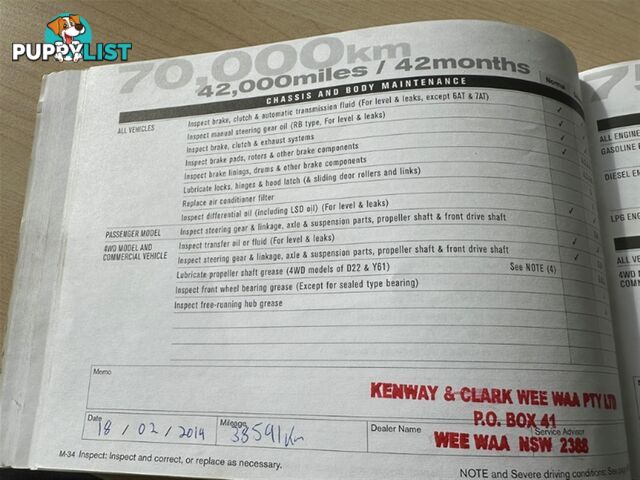 PUPPYLIST
70,000km
42,000miles / 42months
CHASSIS AND BODY MAINTENANCE
Normal
ALL VEHICLES
Inspect brake, clutch & automatic transmission fluid (For level & leaks, except 6AT & 7AT)
Inspect manual steering gear oil (RB type, For level & leaks)
Inspect brake, clutch & exhaust systems
Inspect brake pads, rotors & other brake components
Inspect brake linings, drums & other brake components
Lubricate locks, hinges & hood latch (& sliding door rollers and links)
Replace air conditioner filter
Inspect differential oil (including LSD oil) (For level & leaks)
PASSENGER MODEL
Inspect steering gear & linkage, axle & suspension parts, propeller shaft & front drive shaft
4WD MODEL AND COMMERCIAL VEHICLE
Inspect transfer oil or fluid (For level & leaks)
Inspect steering gear & linkage, axle & suspension parts, propeller shaft & front drive shaft
Lubricate propeller shaft grease (4WD models of D22 & Y61) See NOTE (4)
Inspect front wheel bearing grease (Except for sealed type bearing)
Inspect free-running hub grease
Memo
KENWAY & CLARK WEE WAA PTY LTD
P.O. BOX 41
WEE WAA NSW 2388
Date
18 / 02 / 2014
Mileage
38591 Km
Dealer Name
Service Advisor
M-34 Inspect: Inspect and correct, or replace as necessary.
NOTE and Severe driving conditions: See
75
ALL
GASOLINE
DIESEL
LPG
ALL
4WD
COMM